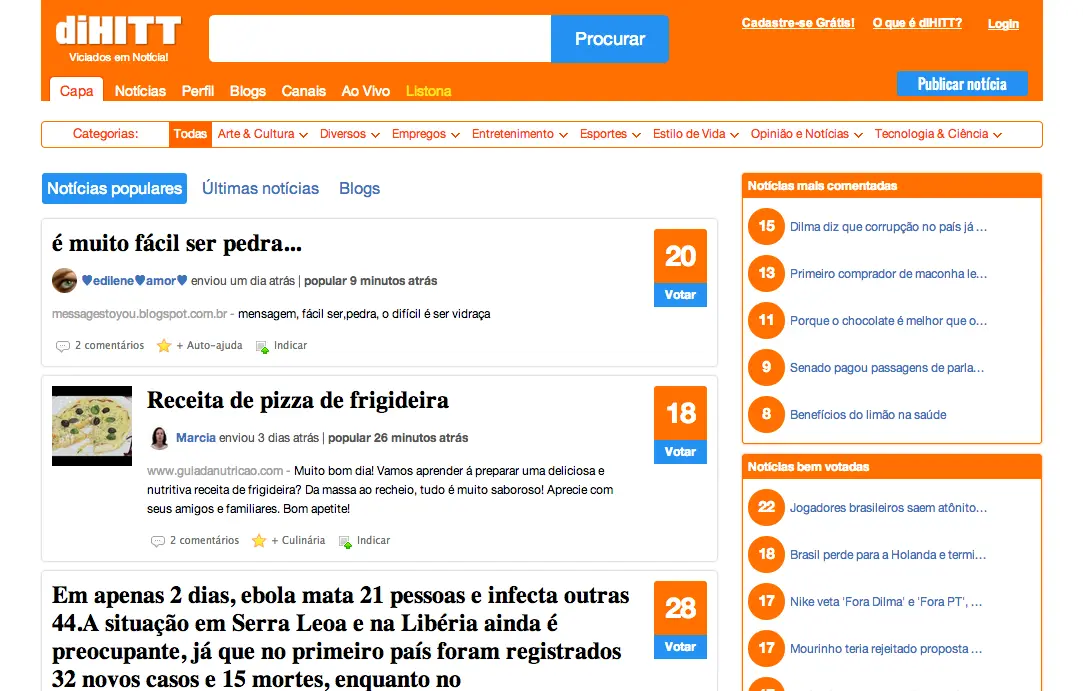 diHITT
Viciados em Notícia!
Procurar
Cadastre-se Grátis!
O que é diHITT?
Login
Capa
Notícias
Perfil
Blogs
Canais
Ao Vivo
Listona
Publicar notícia
Categorias:
Todas
Arte & Cultura
Diversos
Empregos
Entretenimento
Esportes
Estilo de Vida
Opinião e Notícias
Tecnologia & Ciência
Notícias populares
Últimas notícias
Blogs
é muito fácil ser pedra...
♥edilene♥amor♥ enviou um dia atrás | popular 9 minutos atrás
messagestoyou.blogspot.com.br - mensagem, fácil ser,pedra, o difícil é ser vidraça
2 comentários
+ Auto-ajuda
Indicar
20
Votar
Receita de pizza de frigideira
Marcia enviou 3 dias atrás | popular 26 minutos atrás
www.guiadanutricao.com - Muito bom dia! Vamos aprender á preparar uma deliciosa e
nutritiva receita de frigideira? Da massa ao recheio, tudo é muito saboroso! Aprecie com
seus amigos e familiares. Bom apetite!
2 comentários
+ Culinária
Indicar
18
Votar
Em apenas 2 dias, ebola mata 21 pessoas e infecta outras
44.A situação em Serra Leoa e na Libéria ainda é
preocupante, já que no primeiro país foram registrados
32 novos casos e 15 mortes, enquanto no
28
Votar
Notícias mais comentadas
15 Dilma diz que corrupção no país já ...
13 Primeiro comprador de maconha le...
11 Porque o chocolate é melhor que o...
9 Senado pagou passagens de parla...
8 Benefícios do limão na saúde
Notícias bem votadas
22 Jogadores brasileiros saem atônito...
18 Brasil perde para a Holanda e termi...
17 Nike veta 'Fora Dilma' e 'Fora PT', ...
17 Mourinho teria rejeitado proposta ...